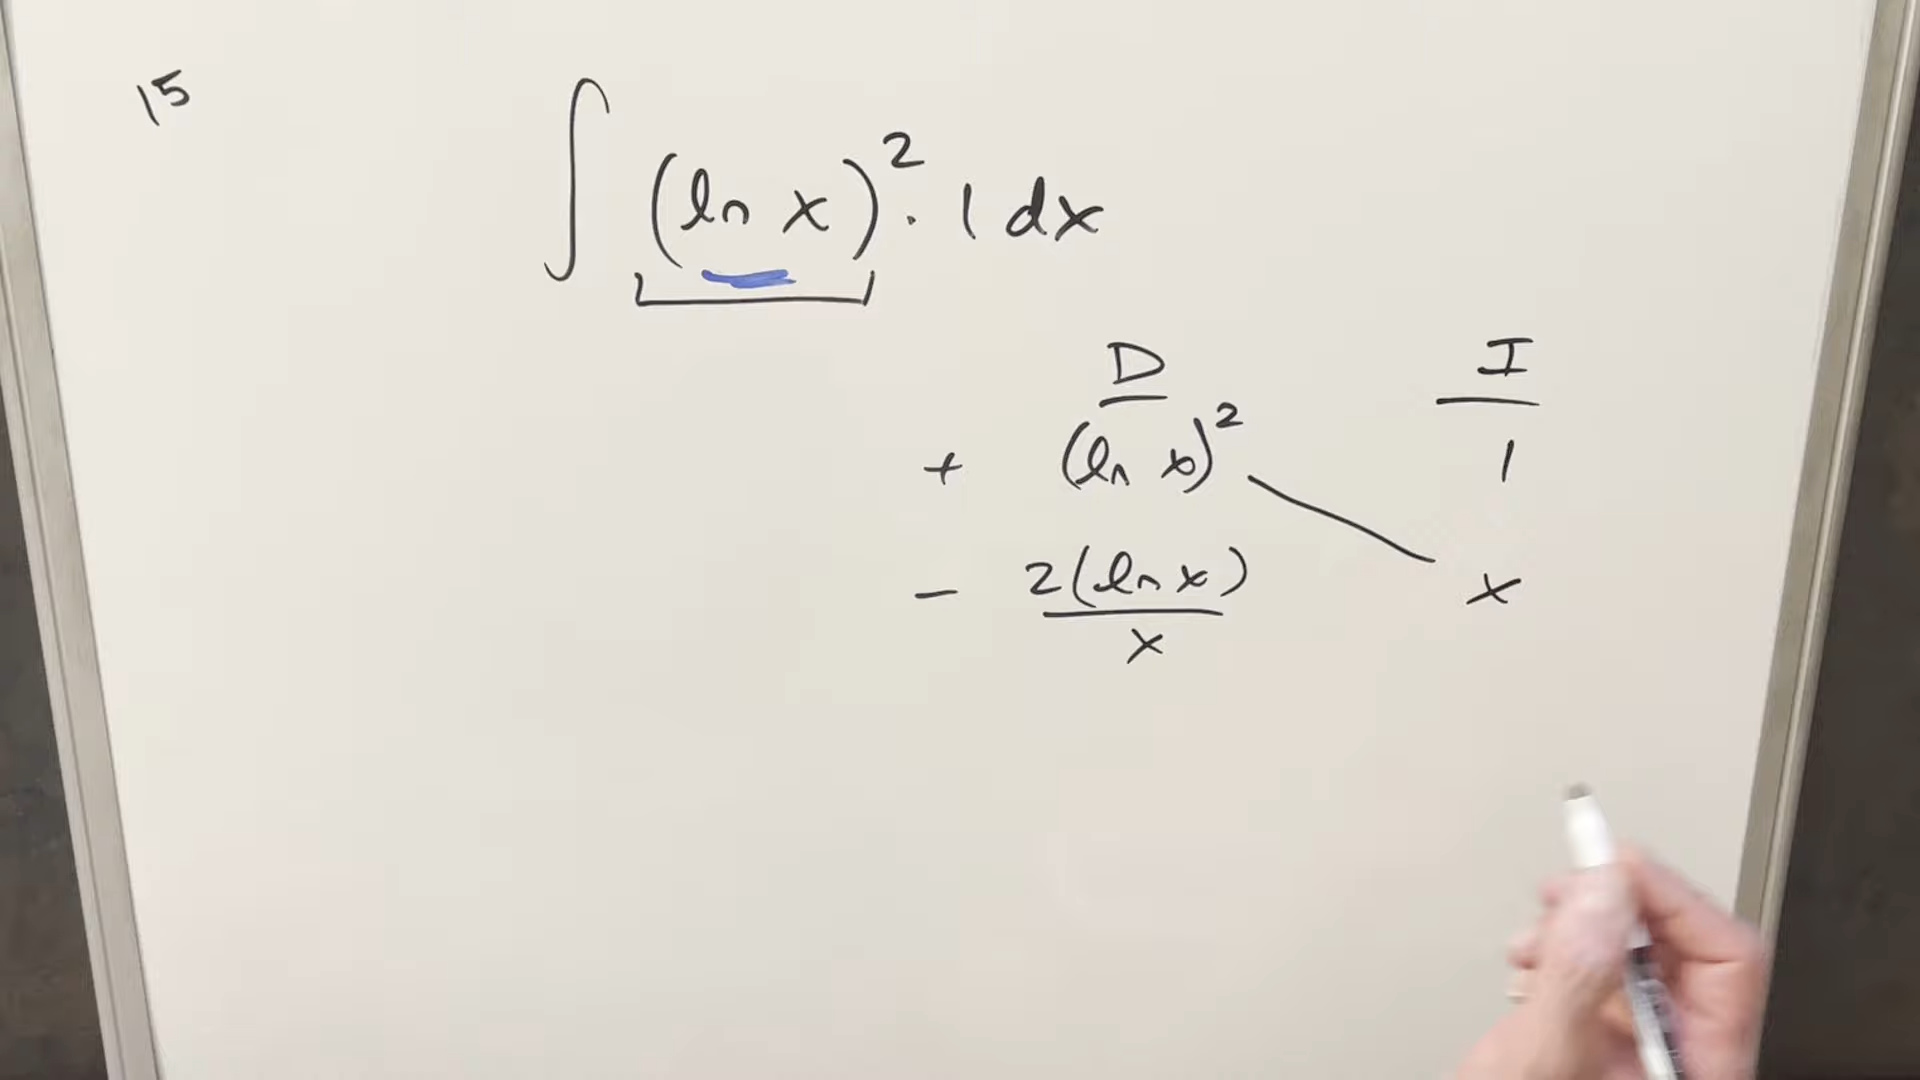 15
∫ (ln x)² · 1 dx
D I
+ (ln x)² 1
− 2(ln x) x
x